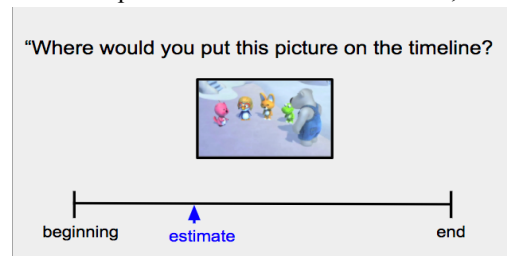 “Where would you put this picture on the timeline?
beginning
estimate
end